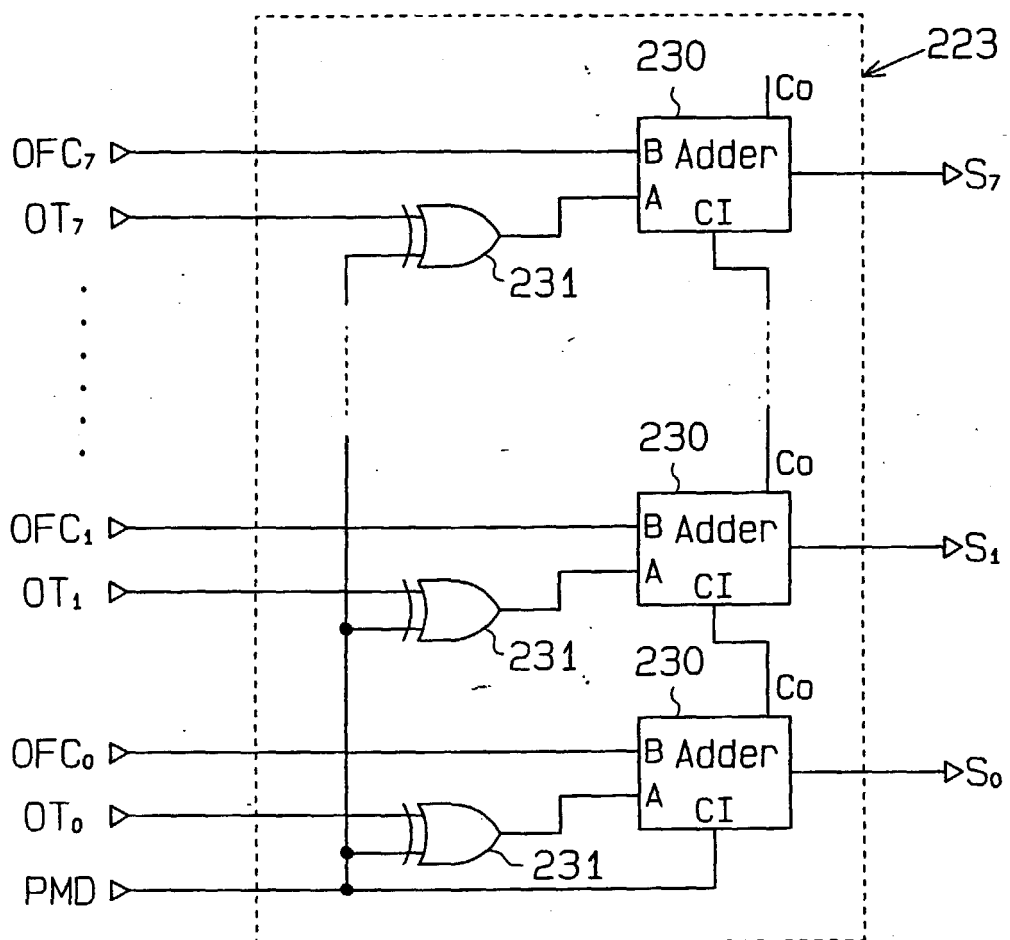 223
230
Co
OFC₇
B Adder
S₇
OT₇
A
CI
231
230
Co
OFC₁
B Adder
S₁
OT₁
A
CI
231
230
Co
OFC₀
B Adder
S₀
OT₀
A
CI
231
PMD